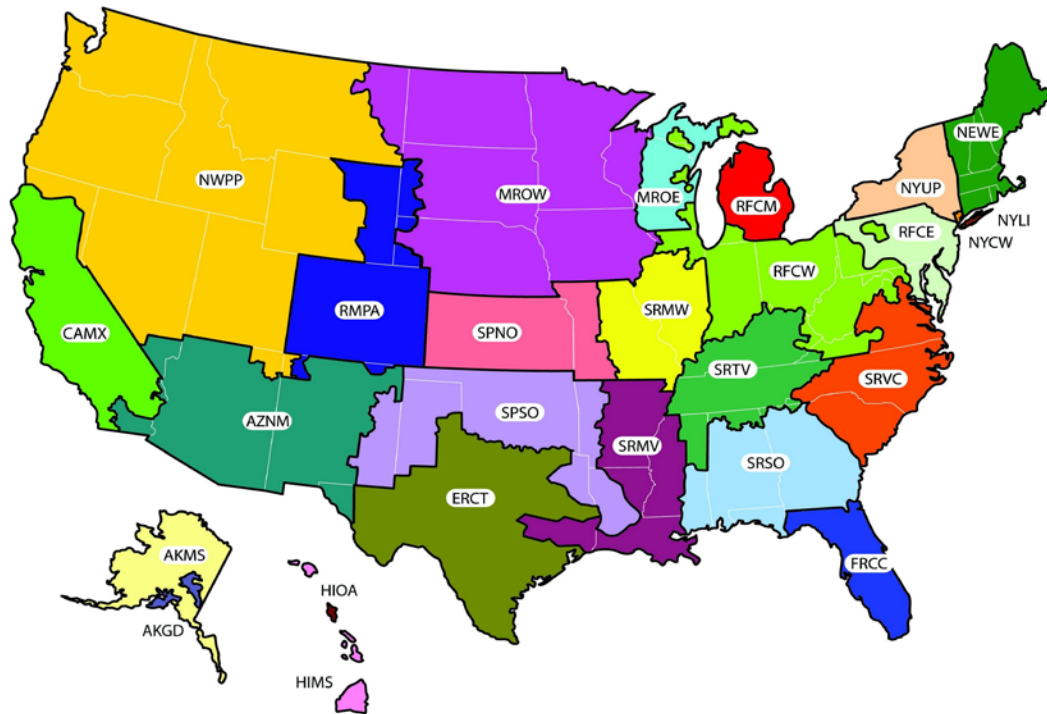 NWPP
MROW
MROE
RFCM
NEWE
NYUP
NYLI
RFCE
NYCW
RFCW
RMPA
SRMW
SPNO
CAMX
SRTV
SRVC
AZNM
SPSO
SRMV
SRSO
ERCT
FRCC
AKMS
HIOA
AKGD
HIMS